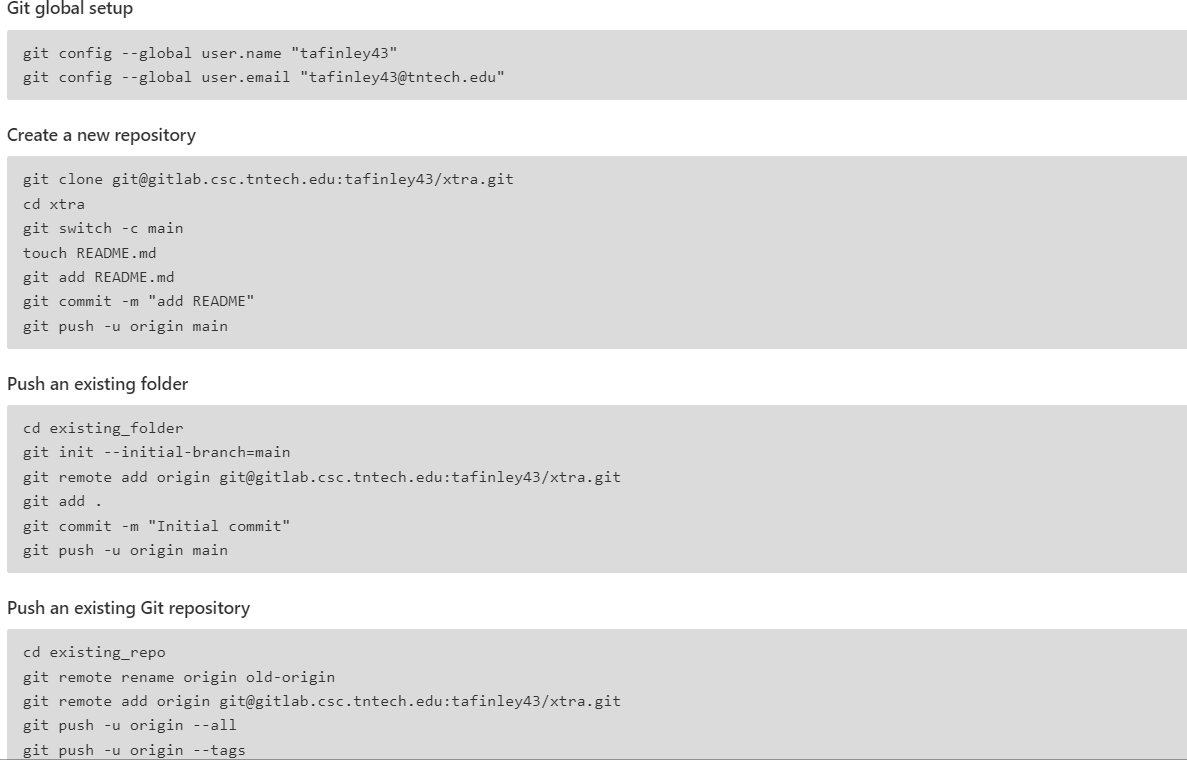 Git global setup
git config --global user.name "tafinley43"
git config --global user.email "tafinley43@tntech.edu"
Create a new repository
git clone git@gitlab.csc.tntech.edu:tafinley43/xtra.git
cd xtra
git switch -c main
touch README.md
git add README.md
git commit -m "add README"
git push -u origin main
Push an existing folder
cd existing_folder
git init --initial-branch=main
git remote add origin git@gitlab.csc.tntech.edu:tafinley43/xtra.git
git add .
git commit -m "Initial commit"
git push -u origin main
Push an existing Git repository
cd existing_repo
git remote rename origin old-origin
git remote add origin git@gitlab.csc.tntech.edu:tafinley43/xtra.git
git push -u origin --all
git push -u origin --tags